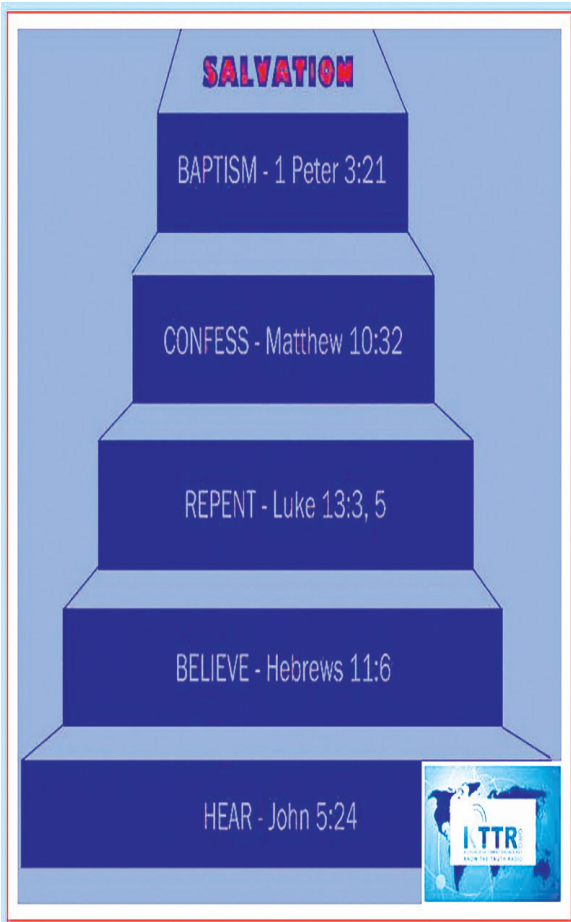 SALVATION
BAPTISM - 1 Peter 3:21
CONFESS - Matthew 10:32
REPENT - Luke 13:3, 5
BELIEVE - Hebrews 11:6
HEAR - John 5:24
KTTR
KNOW THE TRUTH RADIO